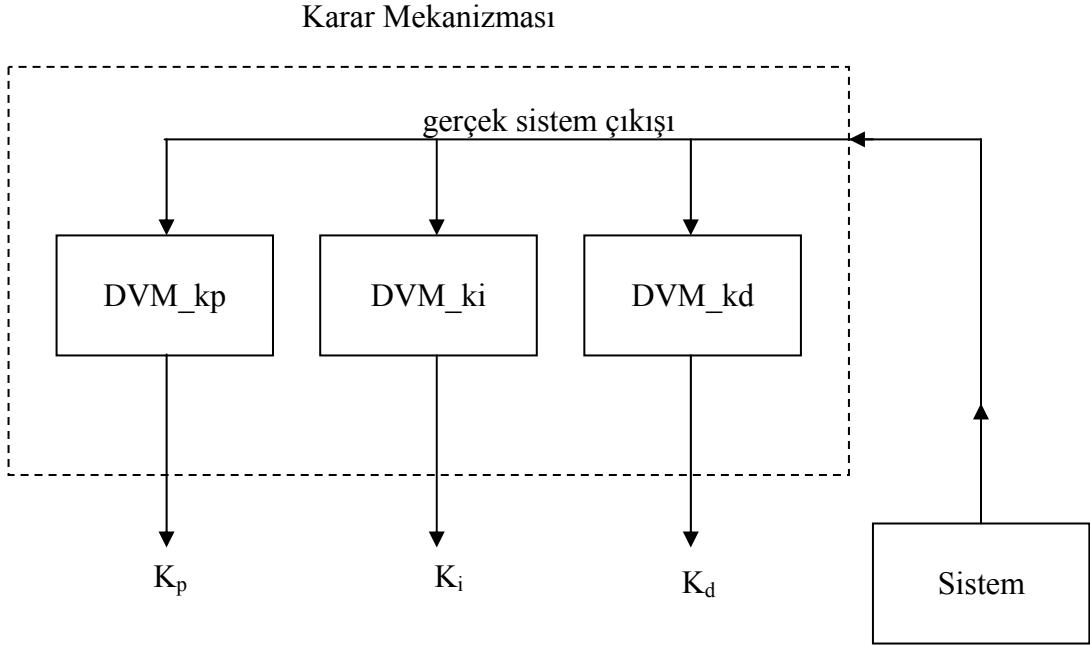 Karar Mekanizması
gerçek sistem çıkışı
DVM_kp
DVM_ki
DVM_kd
Kp
Ki
Kd
Sistem